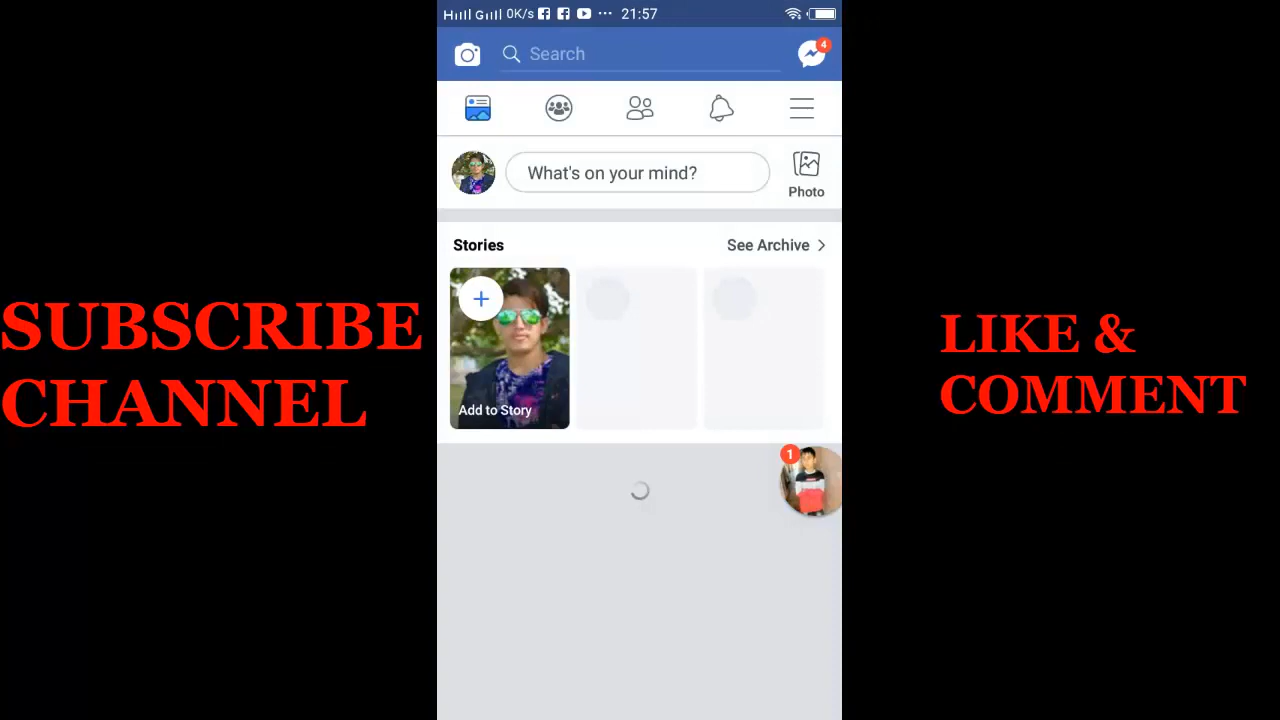 0K/s ... 21:57
Search
4
What's on your mind?
Photo
Stories
See Archive
Add to Story
1
SUBSCRIBE
CHANNEL
LIKE &
COMMENT